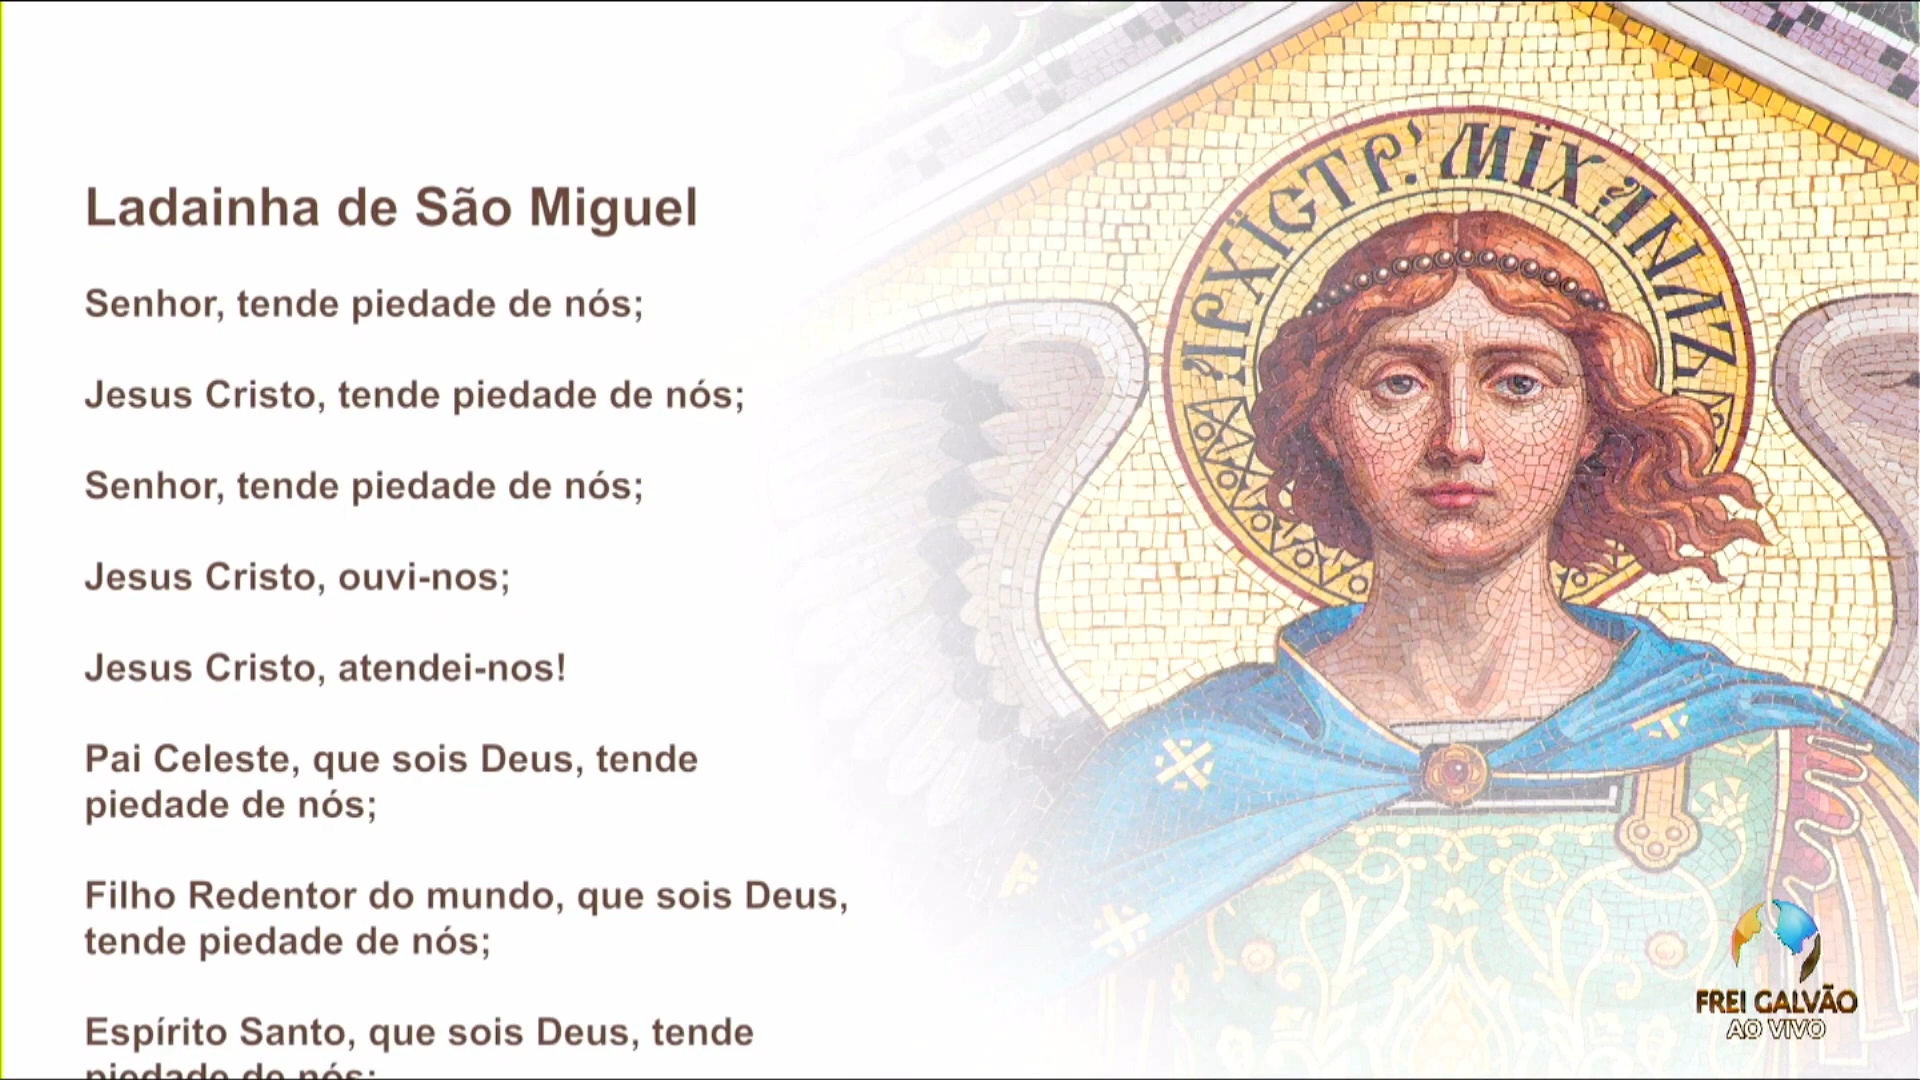 Ladainha de São Miguel
Senhor, tende piedade de nós;
Jesus Cristo, tende piedade de nós;
Senhor, tende piedade de nós;
Jesus Cristo, ouvi-nos;
Jesus Cristo, atendei-nos!
Pai Celeste, que sois Deus, tende
piedade de nós;
Filho Redentor do mundo, que sois Deus,
tende piedade de nós;
Espírito Santo, que sois Deus, tende
piedade de nós;
FREI GALVÃO
AO VIVO